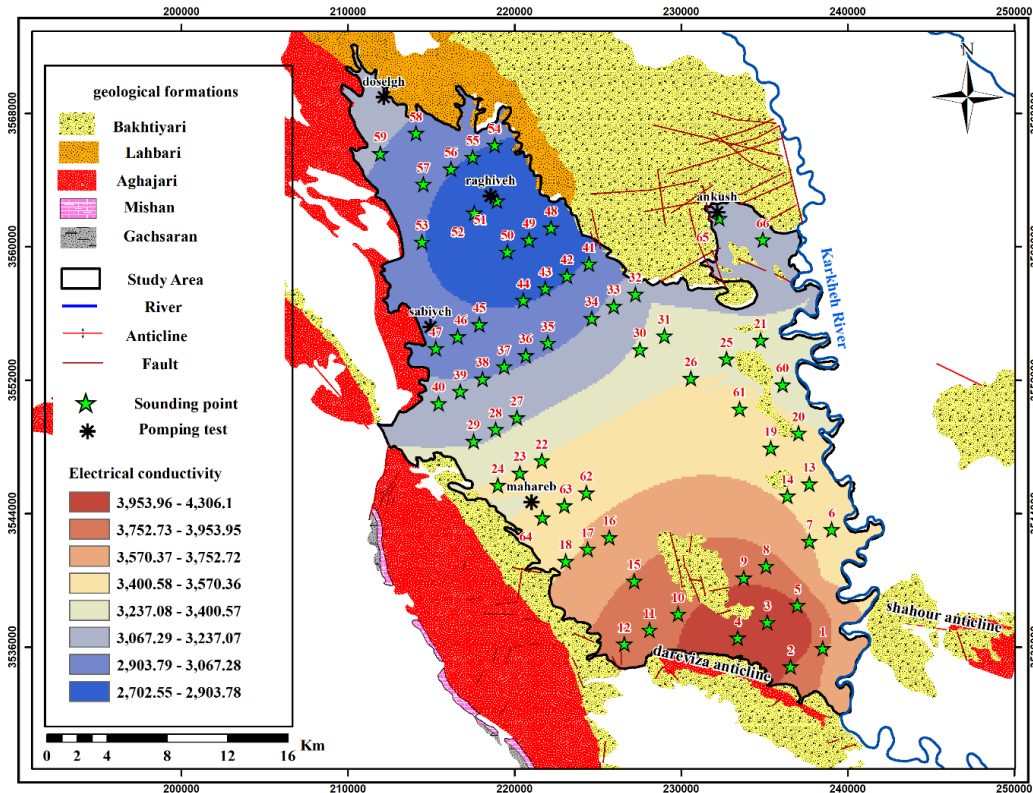 200000 210000 220000 230000 240000 250000
N
geological formations
Bakhtiyari
Lahbari
Aghajari
Mishan
Gachsaran
Study Area
River
Anticline
Fault
Sounding point
Pomping test
Electrical conductivity
3,953.96 - 4,306,1
3,752,73 - 3,953,95
3,570,37 - 3,752,72
3,400,58 - 3,570,36
3,237,08 - 3,400,57
3,067,29 - 3,237,07
2,903,79 - 3,067,28
2,702,55 - 2,903,78
0 2 4 8 12 16 Km
3568000
3560000
3552000
3544000
3536000
doselgh
58
54
59
55
56
57
raghiveh
51
48
ankush
52
49
53
50
65
66
41
42
43
32
44
33
34
sabiych
45
46
47
35
31
21
36
30
25
37
38
26
39
60
40
61
27
28
20
29
19
22
23
13
24
62
14
mahareb
63
6
64
16
7
17
18
8
9
15
5
10
3
11
4
12
1
2
Karkheh River
shahour anticline
dareviza anticline
200000 210000 220000 230000 240000 250000